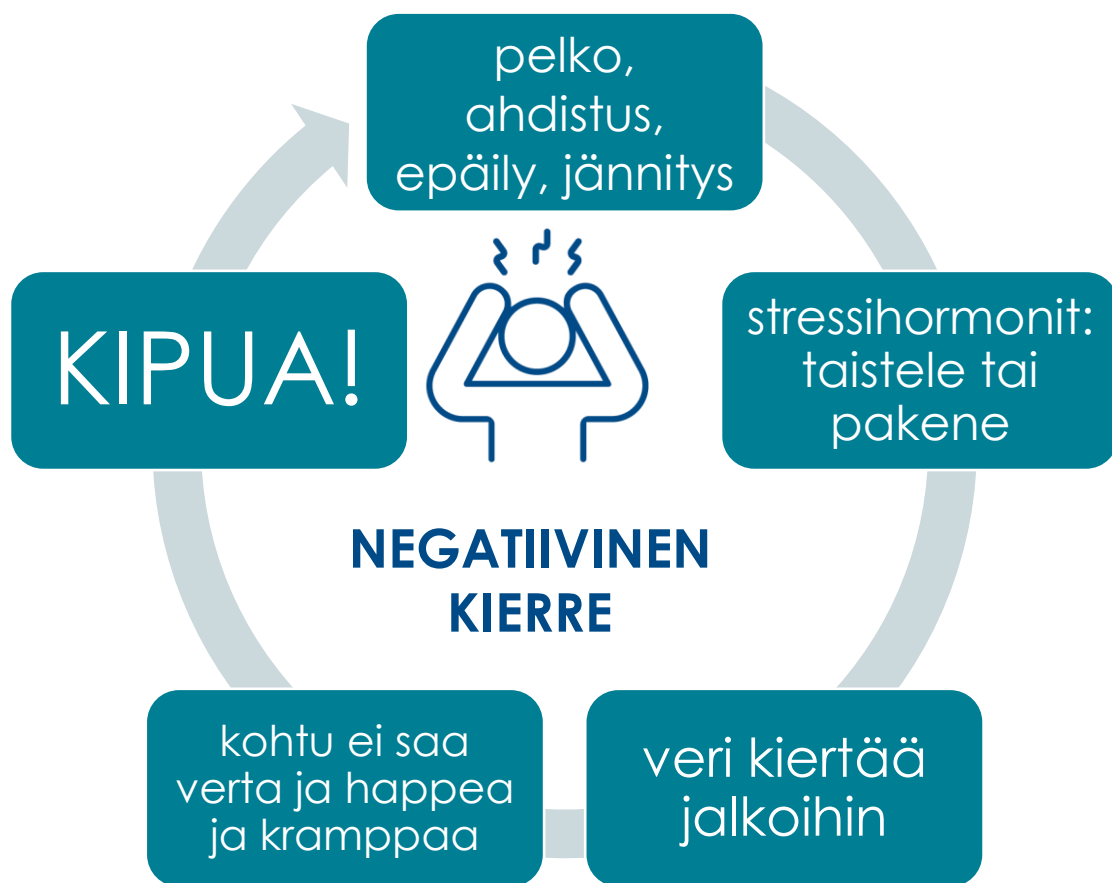 pelko,
ahdistus,
epäily, jännitys
stressihormonit:
taistele tai
pakene
veri kiertää
jalkoihin
kohtu ei saa
verta ja happea
ja kramppaa
KIPUA!
NEGATIIVINEN
KIERRE